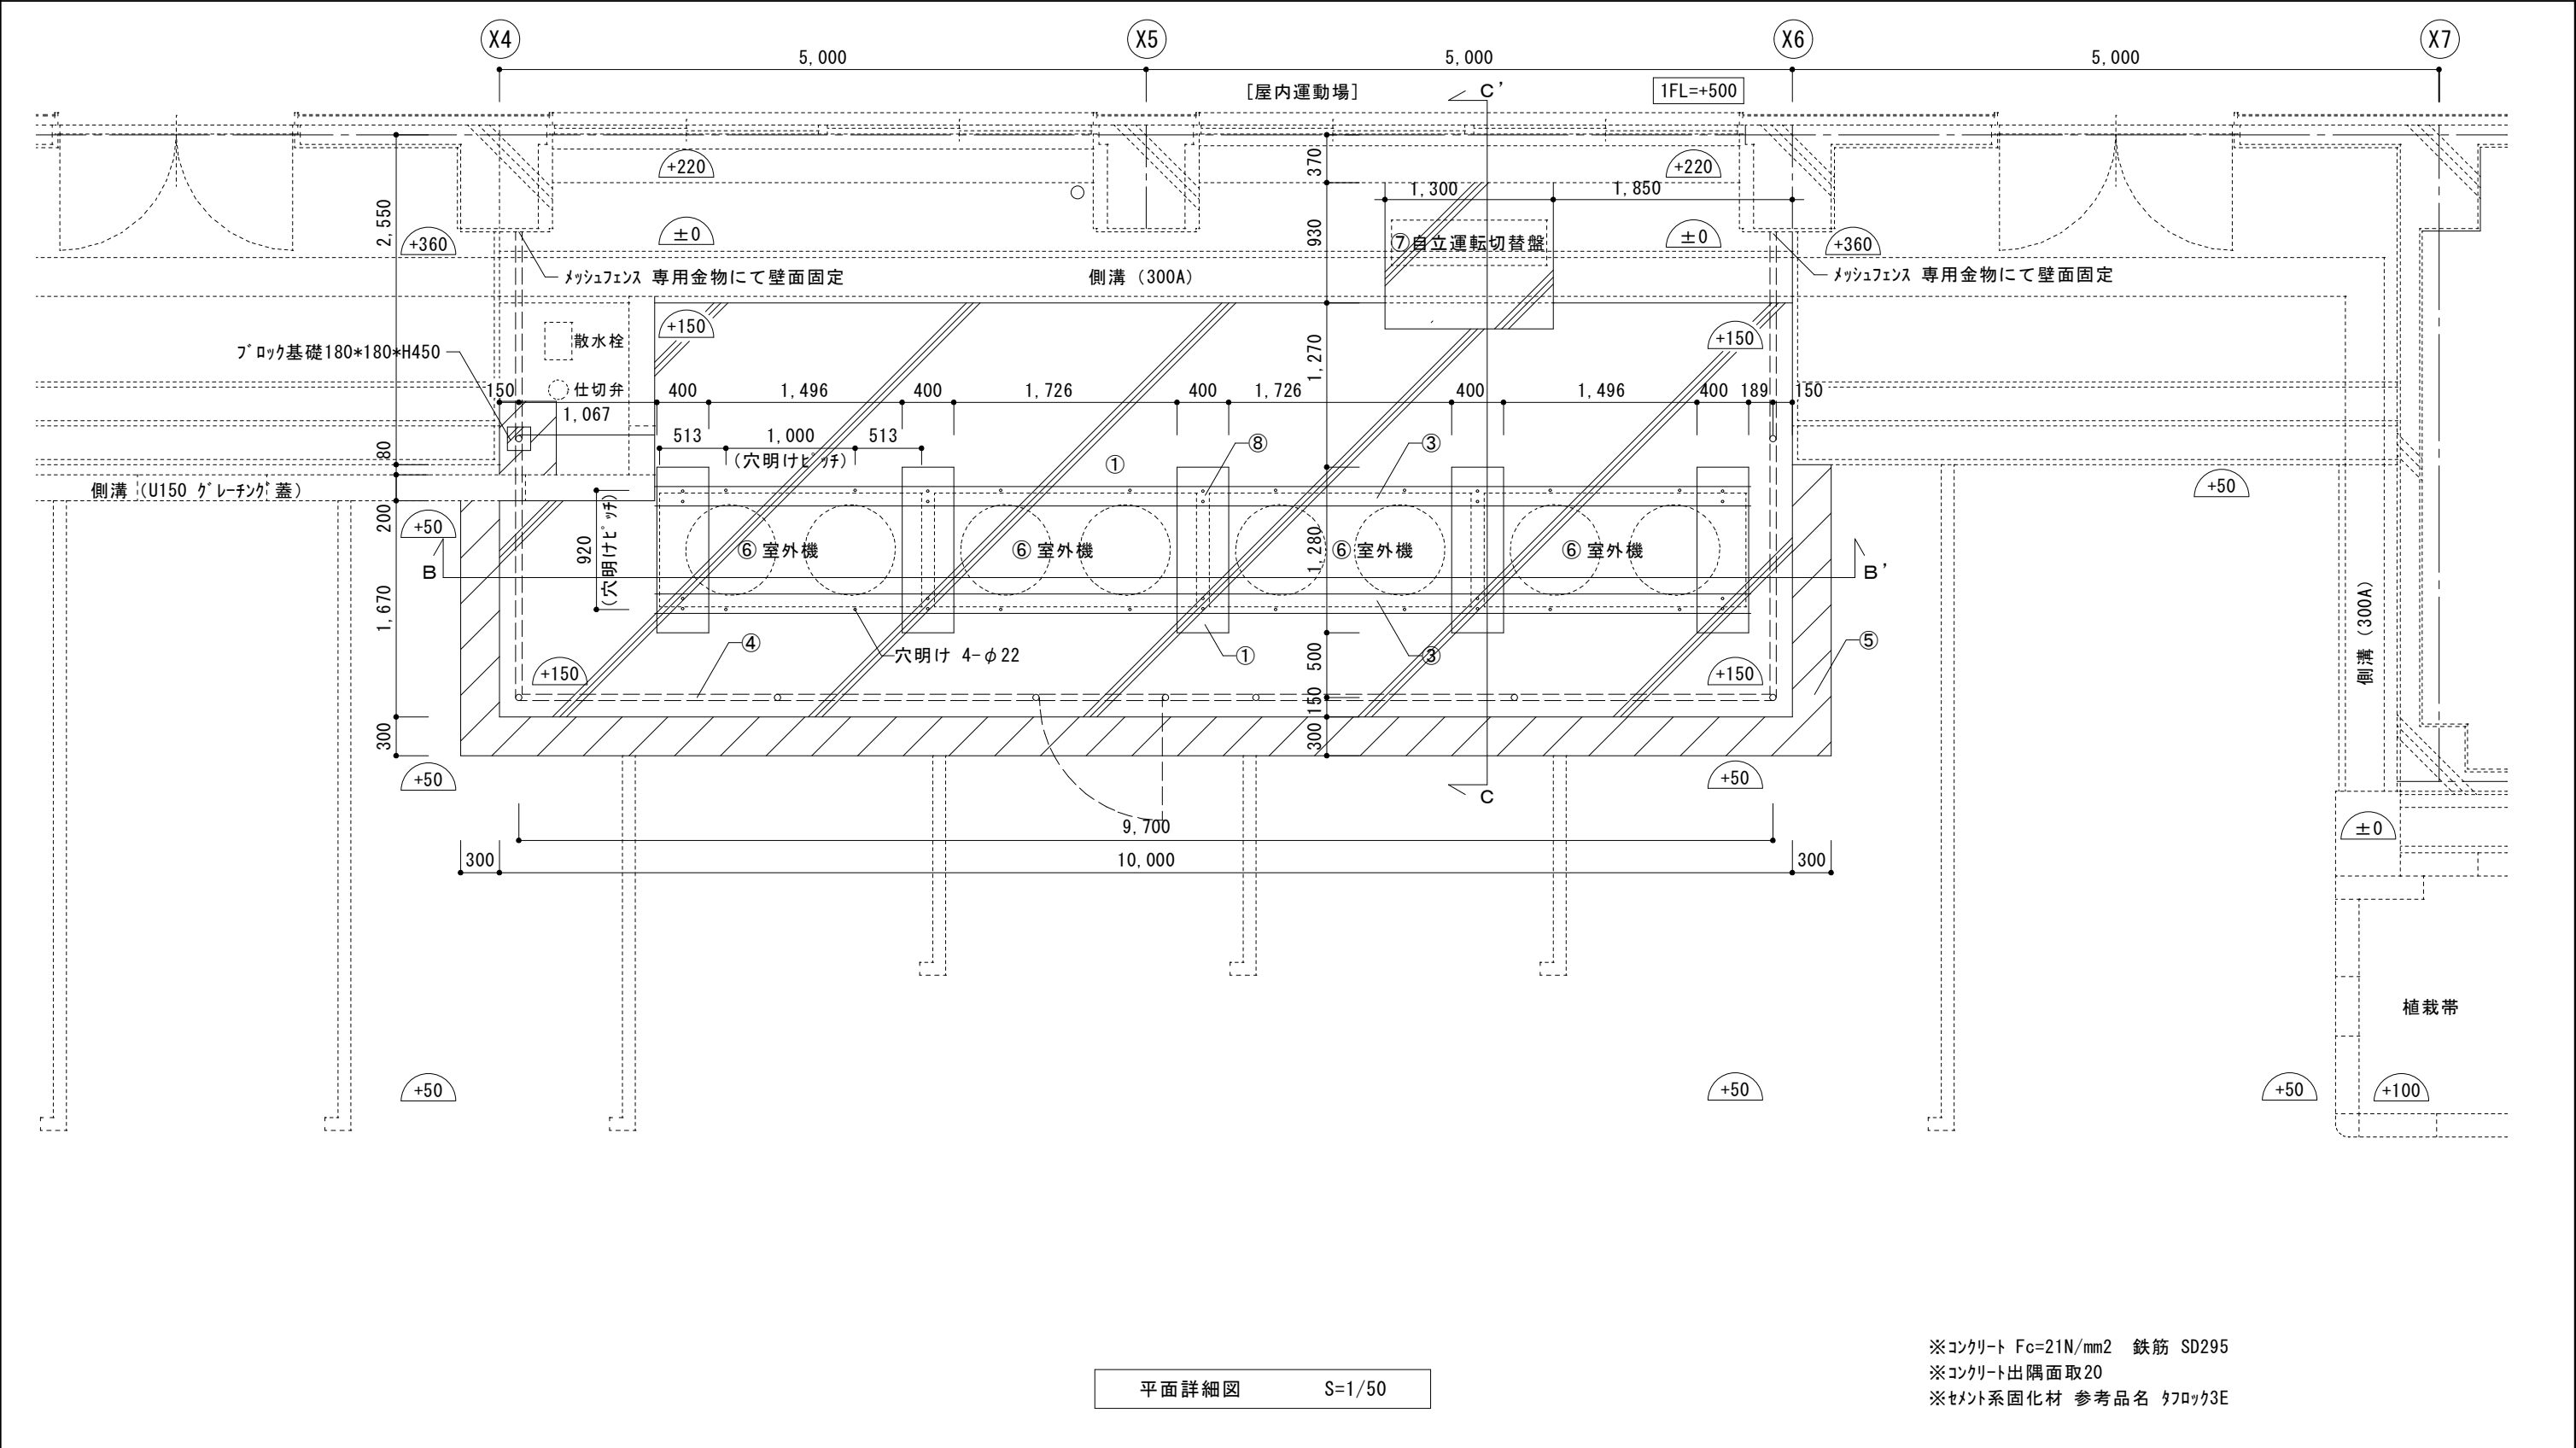 X4
X5
X6
X7
5,000
5,000
5,000
[屋内運動場]
C'
1FL=+500
370
+220
+220
1,300
1,850
2,550
+360
±0
930
⑦自立運転切替盤
±0
+360
ﾒｯｼｭﾌｪﾝｽ 専用金物にて壁面固定
側溝 (300A)
ﾒｯｼｭﾌｪﾝｽ 専用金物にて壁面固定
+150
散水栓
+150
ﾌﾞﾛｯｸ基礎180*180*H450
1,270
150
仕切弁
400
1,496
400
1,726
400
1,726
400
1,496
400
189
150
1,067
80
513
1,000
513
(穴明けﾋﾟｯﾁ)
①
⑧
③
側溝 (U150 ｸﾞﾚｰﾁﾝｸﾞ蓋)
+50
200
+50
920
(穴明けﾋﾟｯﾁ)
⑥ 室外機
⑥ 室外機
1,280
⑥ 室外機
⑥ 室外機
B
B'
1,670
側溝 (300A)
④
穴明け 4-φ22
①
500
③
⑤
+150
+150
150
300
300
+50
+50
C
9,700
±0
300
10,000
300
植栽帯
+50
+50
+50
+100
平面詳細図 S=1/50
※ｺﾝｸﾘｰﾄ Fc=21N/mm2 鉄筋 SD295
※ｺﾝｸﾘｰﾄ出隅面取20
※ｾﾒﾝﾄ系固化材 参考品名 ﾀﾌﾛｯｸ3E